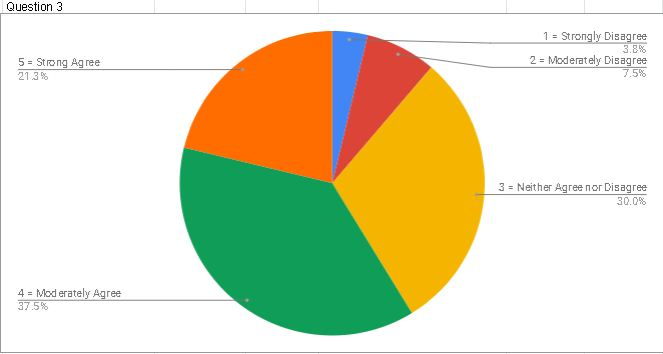 Question 3
1 = Strongly Disagree
3.8%
2 = Moderately Disagree
7.5%
5 = Strong Agree
21.3%
3 = Neither Agree nor Disagree
30.0%
4 = Moderately Agree
37.5%